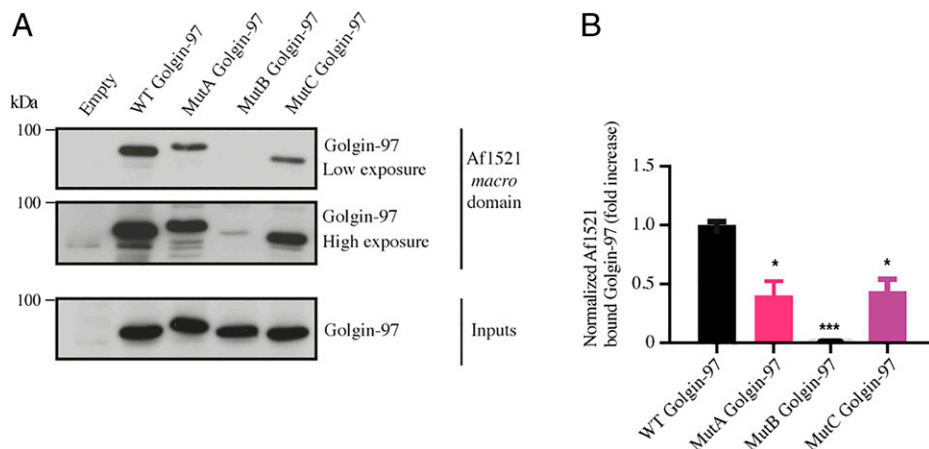 A
kDa
Empty
WT Golgin-97
MutA Golgin-97
MutB Golgin-97
MutC Golgin-97
100
Golgin-97
Low exposure
100
Golgin-97
High exposure
Af1521
macro
domain
100
Golgin-97
Inputs
B
Normalized Af1521
bound Golgin-97 (fold increase)
1.5
1.0
0.5
0
*
***
*
WT Golgin-97
MutA Golgin-97
MutB Golgin-97
MutC Golgin-97